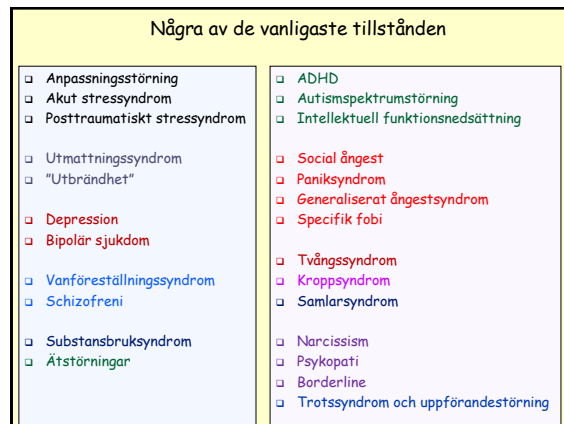 Några av de vanligaste tillstånden
Anpassningsstörning
Akut stressyndrom
Posttraumatiskt stressyndrom
Utmattningssyndrom
"Utbrändhet"
Depression
Bipolär sjukdom
Vanföreställningssyndrom
Schizofreni
Substansbruksyndrom
Ätstörningar
ADHD
Autismspektrumstörning
Intellektuell funktionsnedsättning
Social ångest
Paniksyndrom
Generaliserat ångestsyndrom
Specifik fobi
Tvångssyndrom
Kroppsyndrom
Samlarsyndrom
Narcissism
Psykopati
Borderline
Trotssyndrom och uppförandestörning